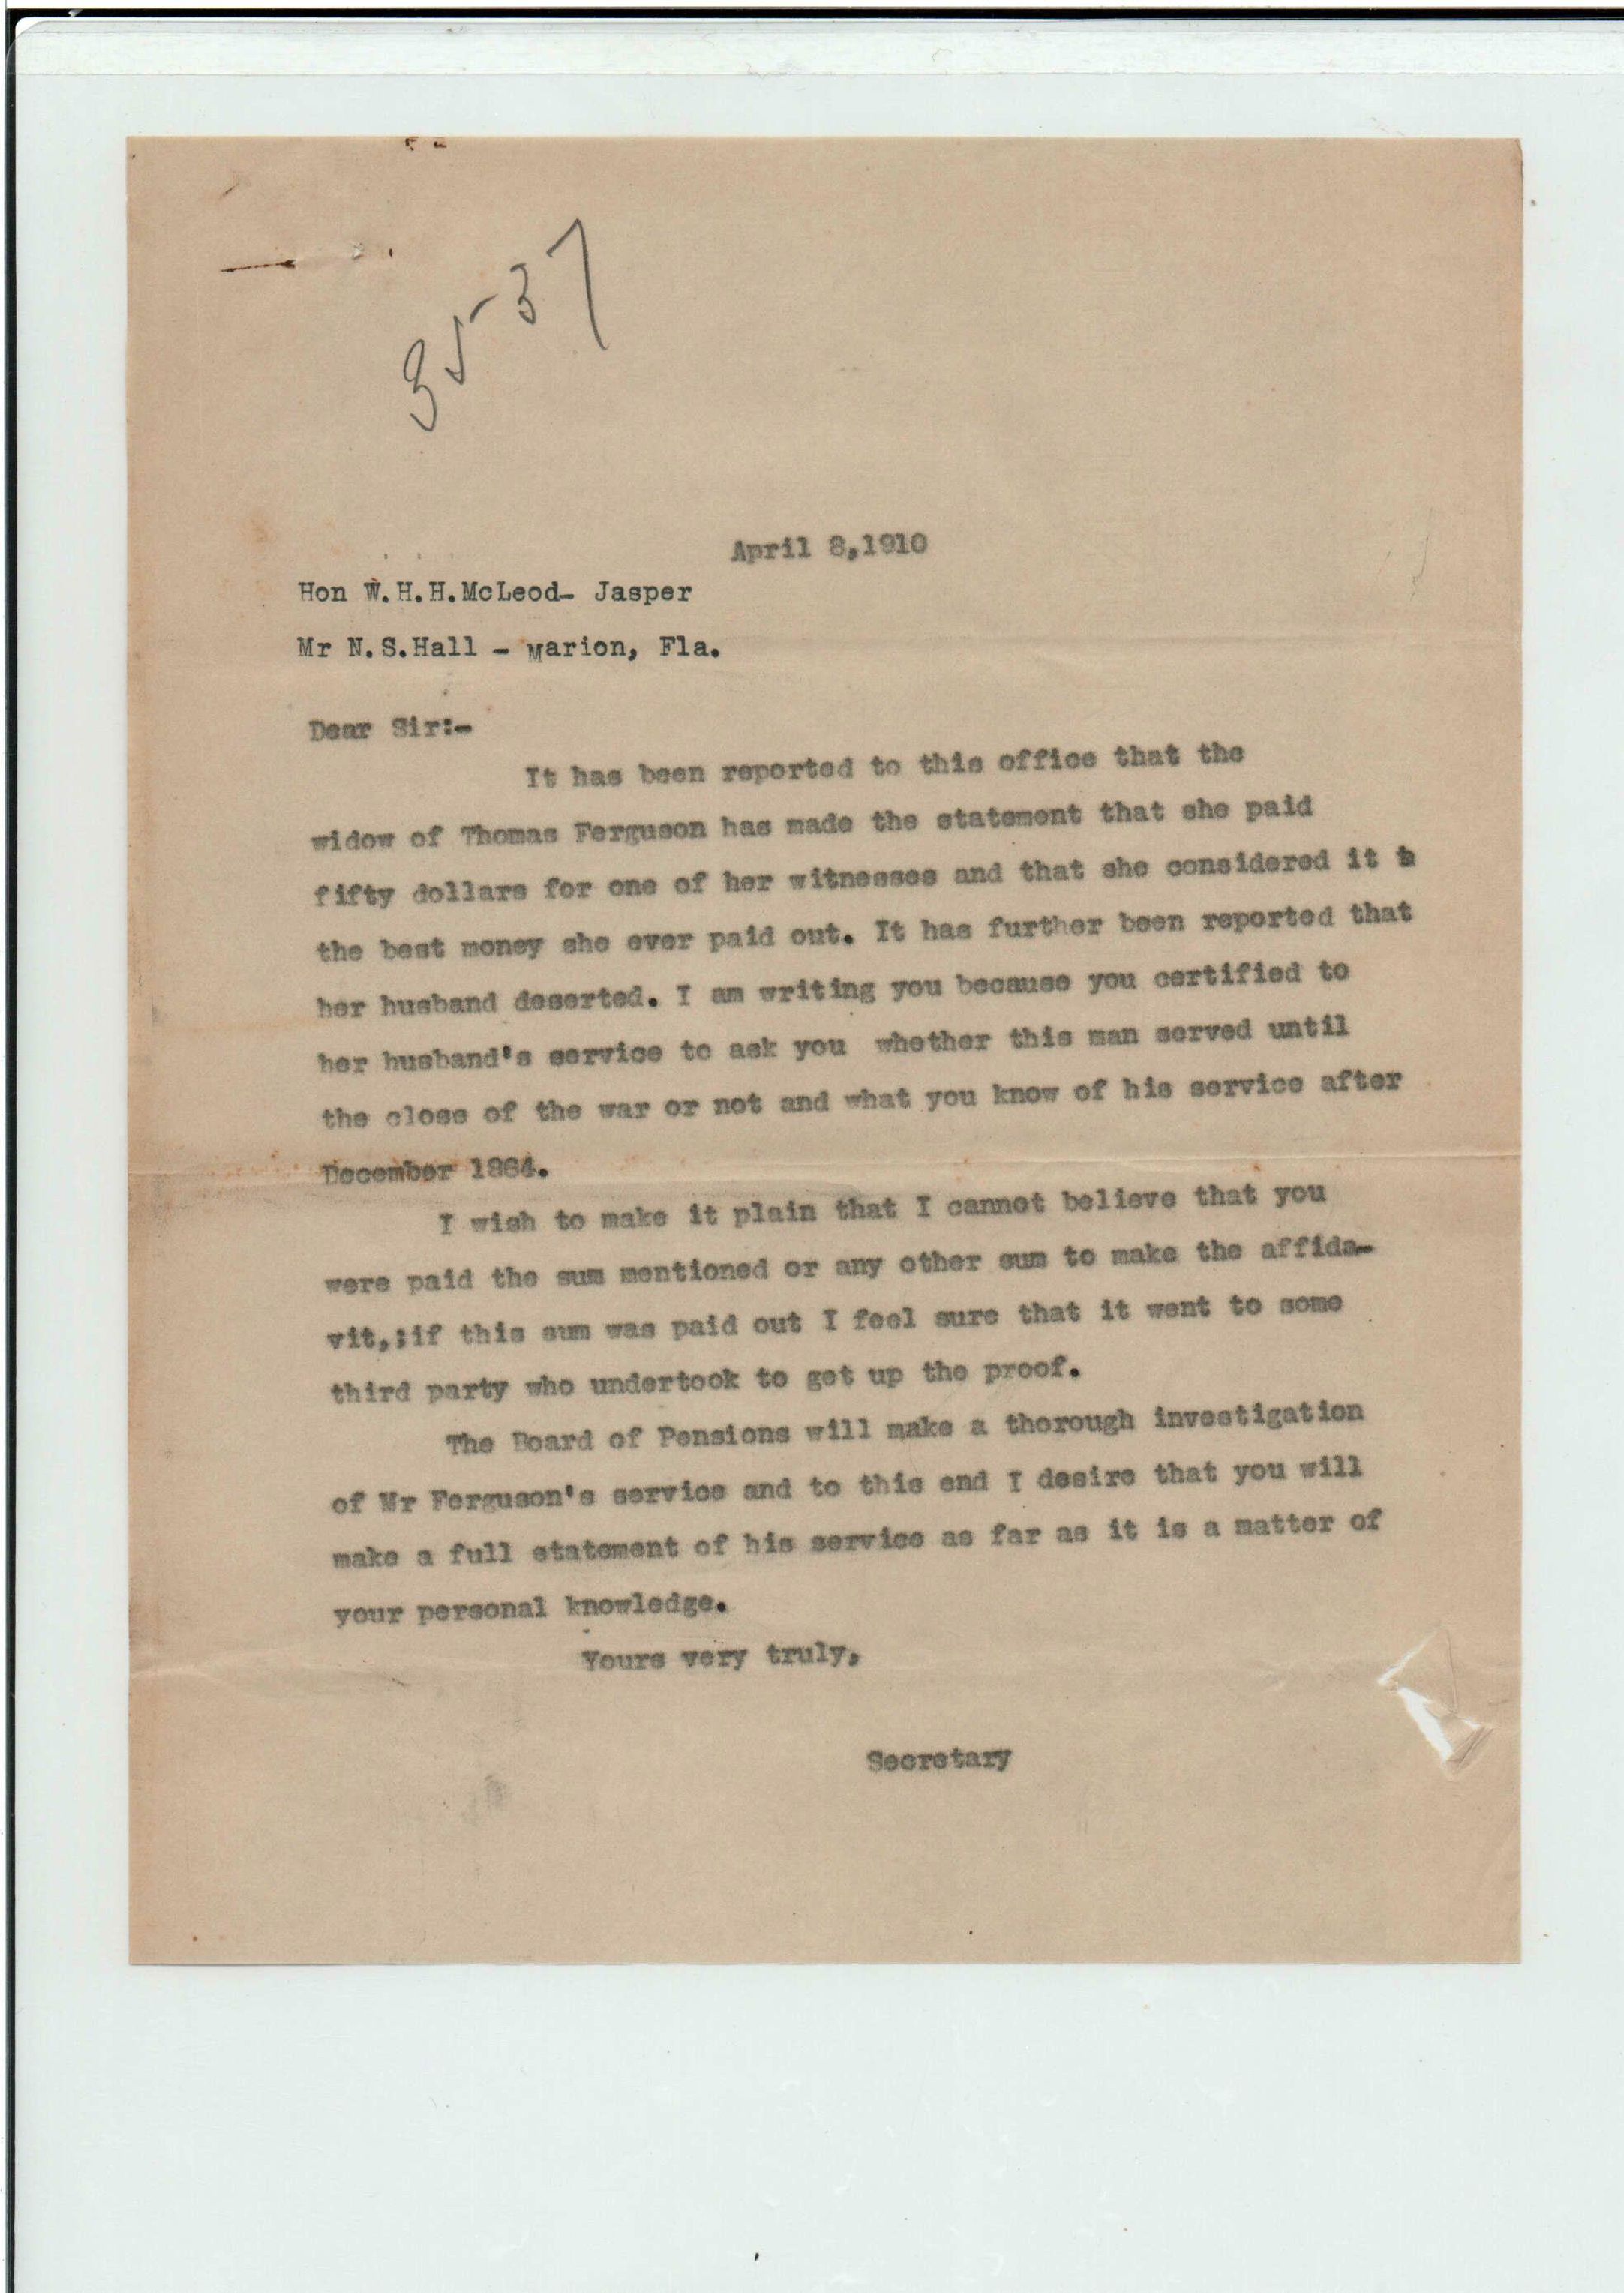 3537
April 8,1910
Hon W.H.H.McLeod- Jasper
Mr N.S.Hall - Marion, Fla.
Dear Sir:-
It has been reported to this office that the
widow of Thomas Ferguson has made the statement that she paid
fifty dollars for one of her witnesses and that she considered it
the best money she ever paid out. It has further been reported that
her husband deserted. I am writing you because you certified to
her husband's service to ask you whether this man served until
the close of the war or not and what you know of his service after
December 1864.
I wish to make it plain that I cannot believe that you
were paid the sum mentioned or any other sum to make the affida-
vit,;if this sum was paid out I feel sure that it went to some
third party who undertook to get up the proof.
The Board of Pensions will make a thorough investigation
of Mr Ferguson's service and to this end I desire that you will
make a full statement of his service as far as it is a matter of
your personal knowledge.
Yours very truly,
Secretary